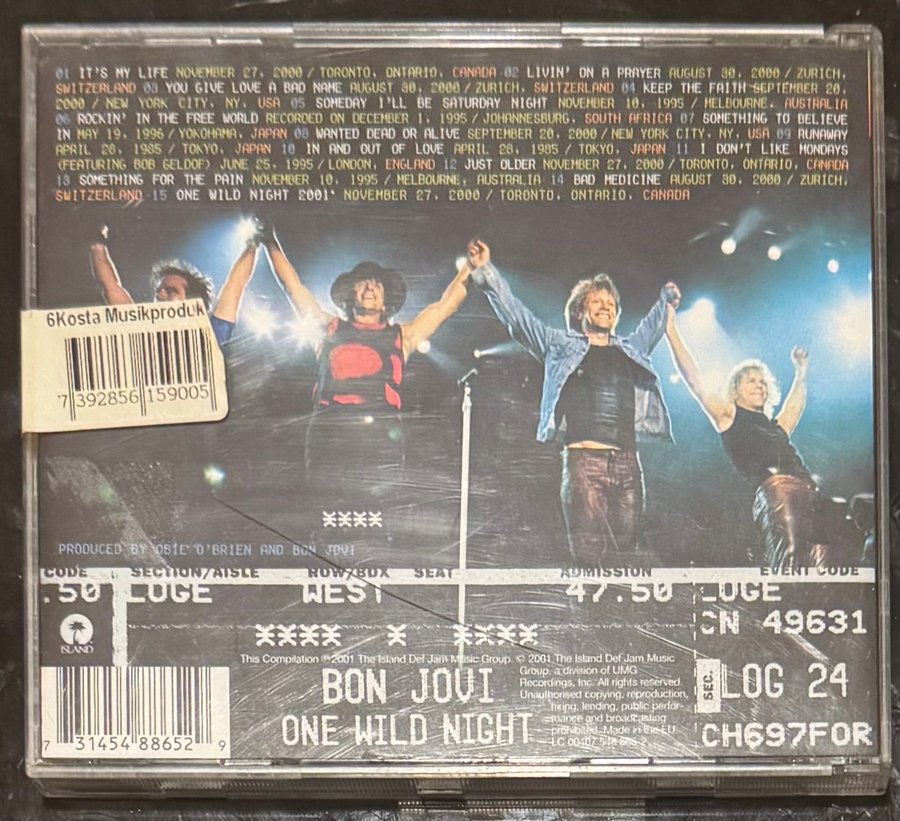 01 IT'S MY LIFE NOVEMBER 27, 2000 / TORONTO, ONTARIO, CANADA 02 LIVIN' ON A PRAYER AUGUST 30, 2000 / ZURICH,
SWITZERLAND 03 YOU GIVE LOVE A BAD NAME AUGUST 30, 2000 / ZURICH, SWITZERLAND 04 KEEP THE FAITH SEPTEMBER 20,
2000 / NEW YORK CITY, NY, USA 05 SOMEDAY I'LL BE SATURDAY NIGHT NOVEMBER 10, 1995 / MELBOURNE, AUSTRALIA
06 ROCKIN' IN THE FREE WORLD RECORDED ON DECEMBER 1, 1995 / JOHANNESBURG, SOUTH AFRICA 07 SOMETHING TO BELIEVE
IN MAY 19, 1996 / YOKOHAMA, JAPAN 08 WANTED DEAD OR ALIVE SEPTEMBER 20, 2000 / NEW YORK CITY, NY, USA 09 RUNAWAY
APRIL 28, 1985 / TOKYO, JAPAN 10 IN AND OUT OF LOVE APRIL 28, 1985 / TOKYO, JAPAN 11 I DON'T LIKE MONDAYS
(FEATURING BOB GELDOF) JUNE 25, 1995 / LONDON, ENGLAND 12 JUST OLDER NOVEMBER 27, 2000 / TORONTO, ONTARIO, CANADA
13 SOMETHING FOR THE PAIN NOVEMBER 10, 1995 / MELBOURNE, AUSTRALIA 14 BAD MEDICINE AUGUST 30, 2000 / ZURICH,
SWITZERLAND 15 ONE WILD NIGHT 2001* NOVEMBER 27, 2000 / TORONTO, ONTARIO, CANADA
6Kosta Musikproduk
7 392856 159005
****
PRODUCED BY OBIE O'BRIEN AND BON JOVI
CODE SECTION/AISLE ROW/BOX SEAT ADMISSION EVENT CODE
.50 LOGE WEST 47.50 LOGE
CN 49631
**** * ****
ISLAND
This Compilation ℗2001 The Island Def Jam Music Group. © 2001 The Island Def Jam Music
Group, a division of UMG
Recordings, Inc. All rights reserved.
Unauthorised copying, reproduction,
hiring, lending, public perfor-
mance and broadcasting
prohibited. Made in the EU.
LC 00407
BON JOVI
ONE WILD NIGHT
SEC.
LOG 24
CH697FOR
7 31454 88652 9